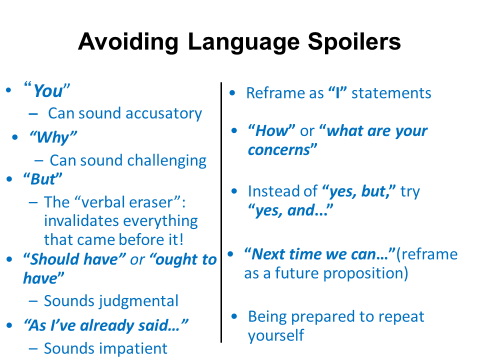 Avoiding Language Spoilers
• “You”
– Can sound accusatory
• “Why”
– Can sound challenging
• “But”
– The “verbal eraser”:
invalidates everything
that came before it!
• “Should have” or “ought to
have”
– Sounds judgmental
• “As I’ve already said…”
– Sounds impatient
• Reframe as “I” statements
• “How” or “what are your
concerns”
• Instead of “yes, but,” try
“yes, and...”
• “Next time we can…”(reframe
as a future proposition)
• Being prepared to repeat
yourself